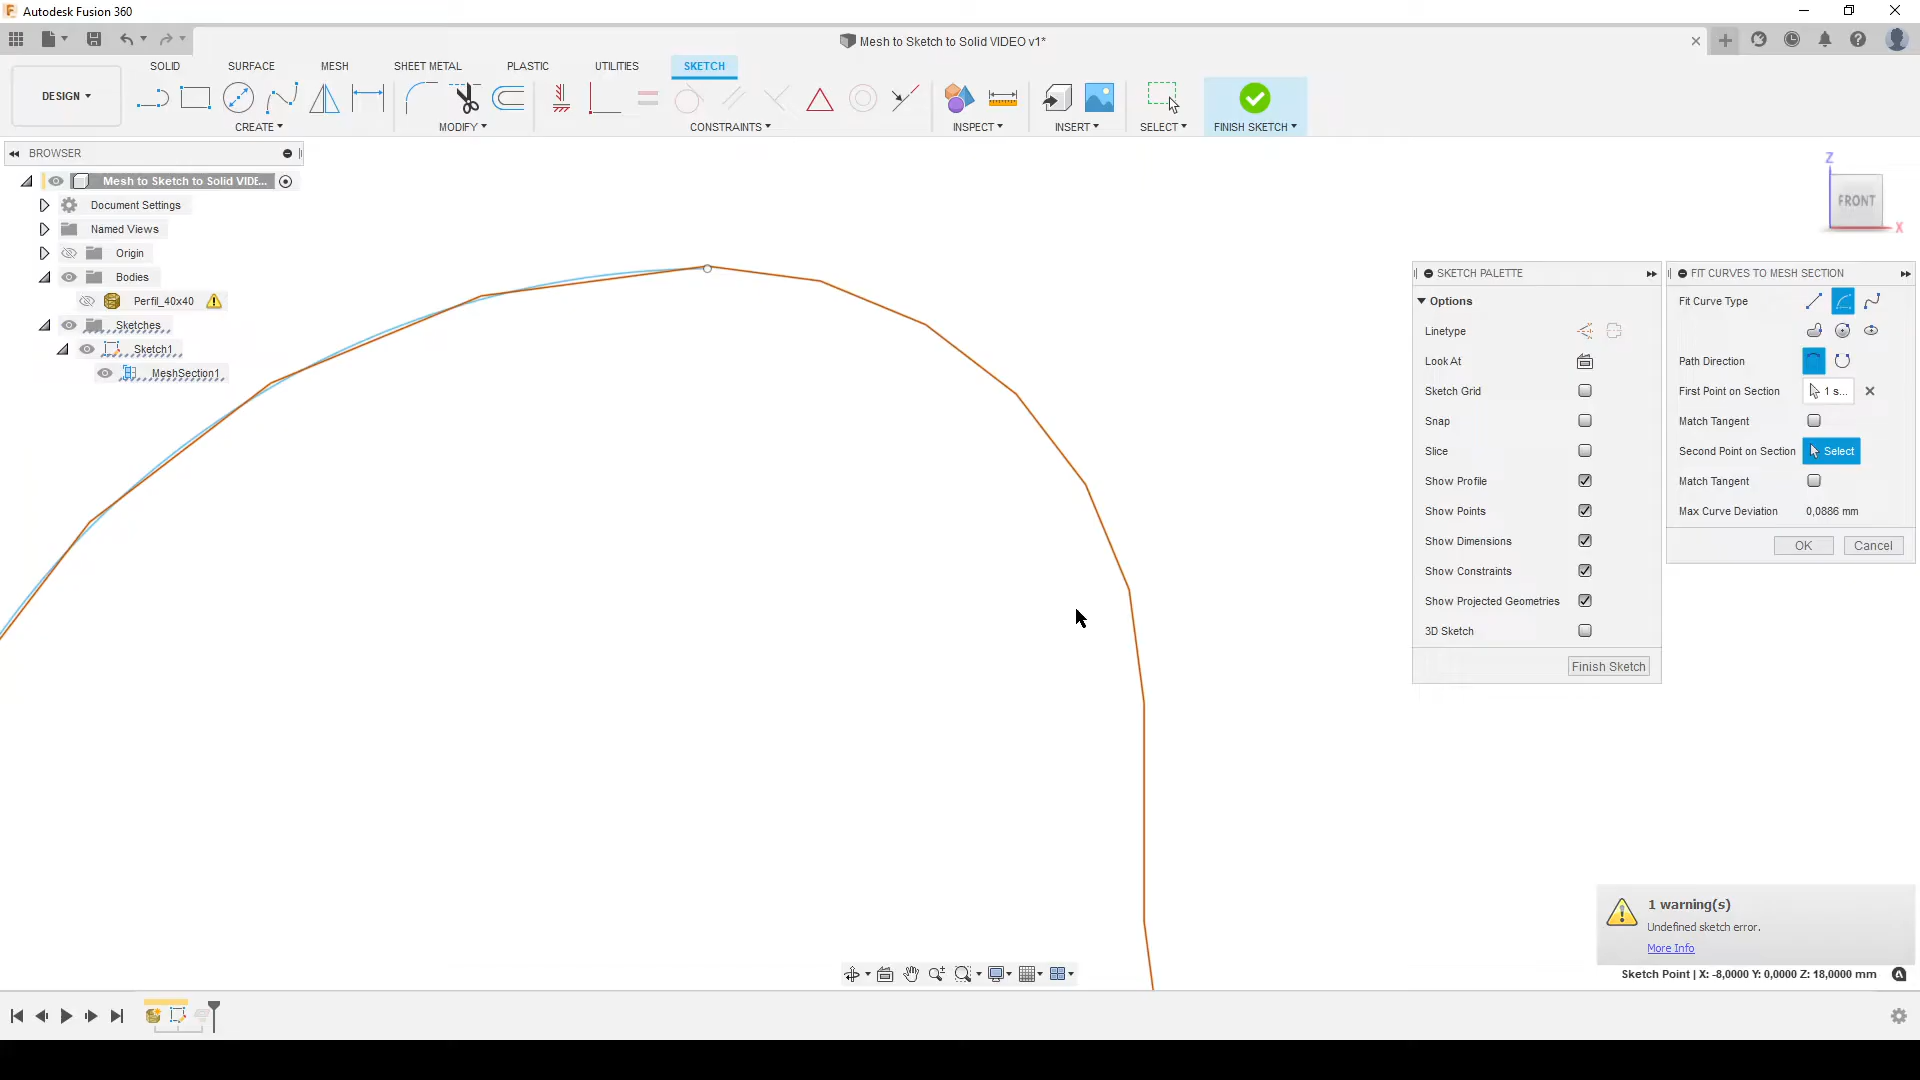 Autodesk Fusion 360
Mesh to Sketch to Solid VIDEO v1*
SOLID
SURFACE
MESH
SHEET METAL
PLASTIC
UTILITIES
SKETCH
DESIGN
CREATE
MODIFY
CONSTRAINTS
INSPECT
INSERT
SELECT
FINISH SKETCH
BROWSER
Mesh to Sketch to Solid VIDE...
Document Settings
Named Views
Origin
Bodies
Perfil_40x40
Sketches
Sketch1
MeshSection1
Z
FRONT
X
SKETCH PALETTE
Options
Linetype
Look At
Sketch Grid
Snap
Slice
Show Profile
Show Points
Show Dimensions
Show Constraints
Show Projected Geometries
3D Sketch
Finish Sketch
FIT CURVES TO MESH SECTION
Fit Curve Type
Path Direction
First Point on Section
1 s...
Match Tangent
Second Point on Section
Select
Match Tangent
Max Curve Deviation
0,0886 mm
OK
Cancel
1 warning(s)
Undefined sketch error.
More Info
Sketch Point | X: -8,0000 Y: 0,0000 Z: 18,0000 mm